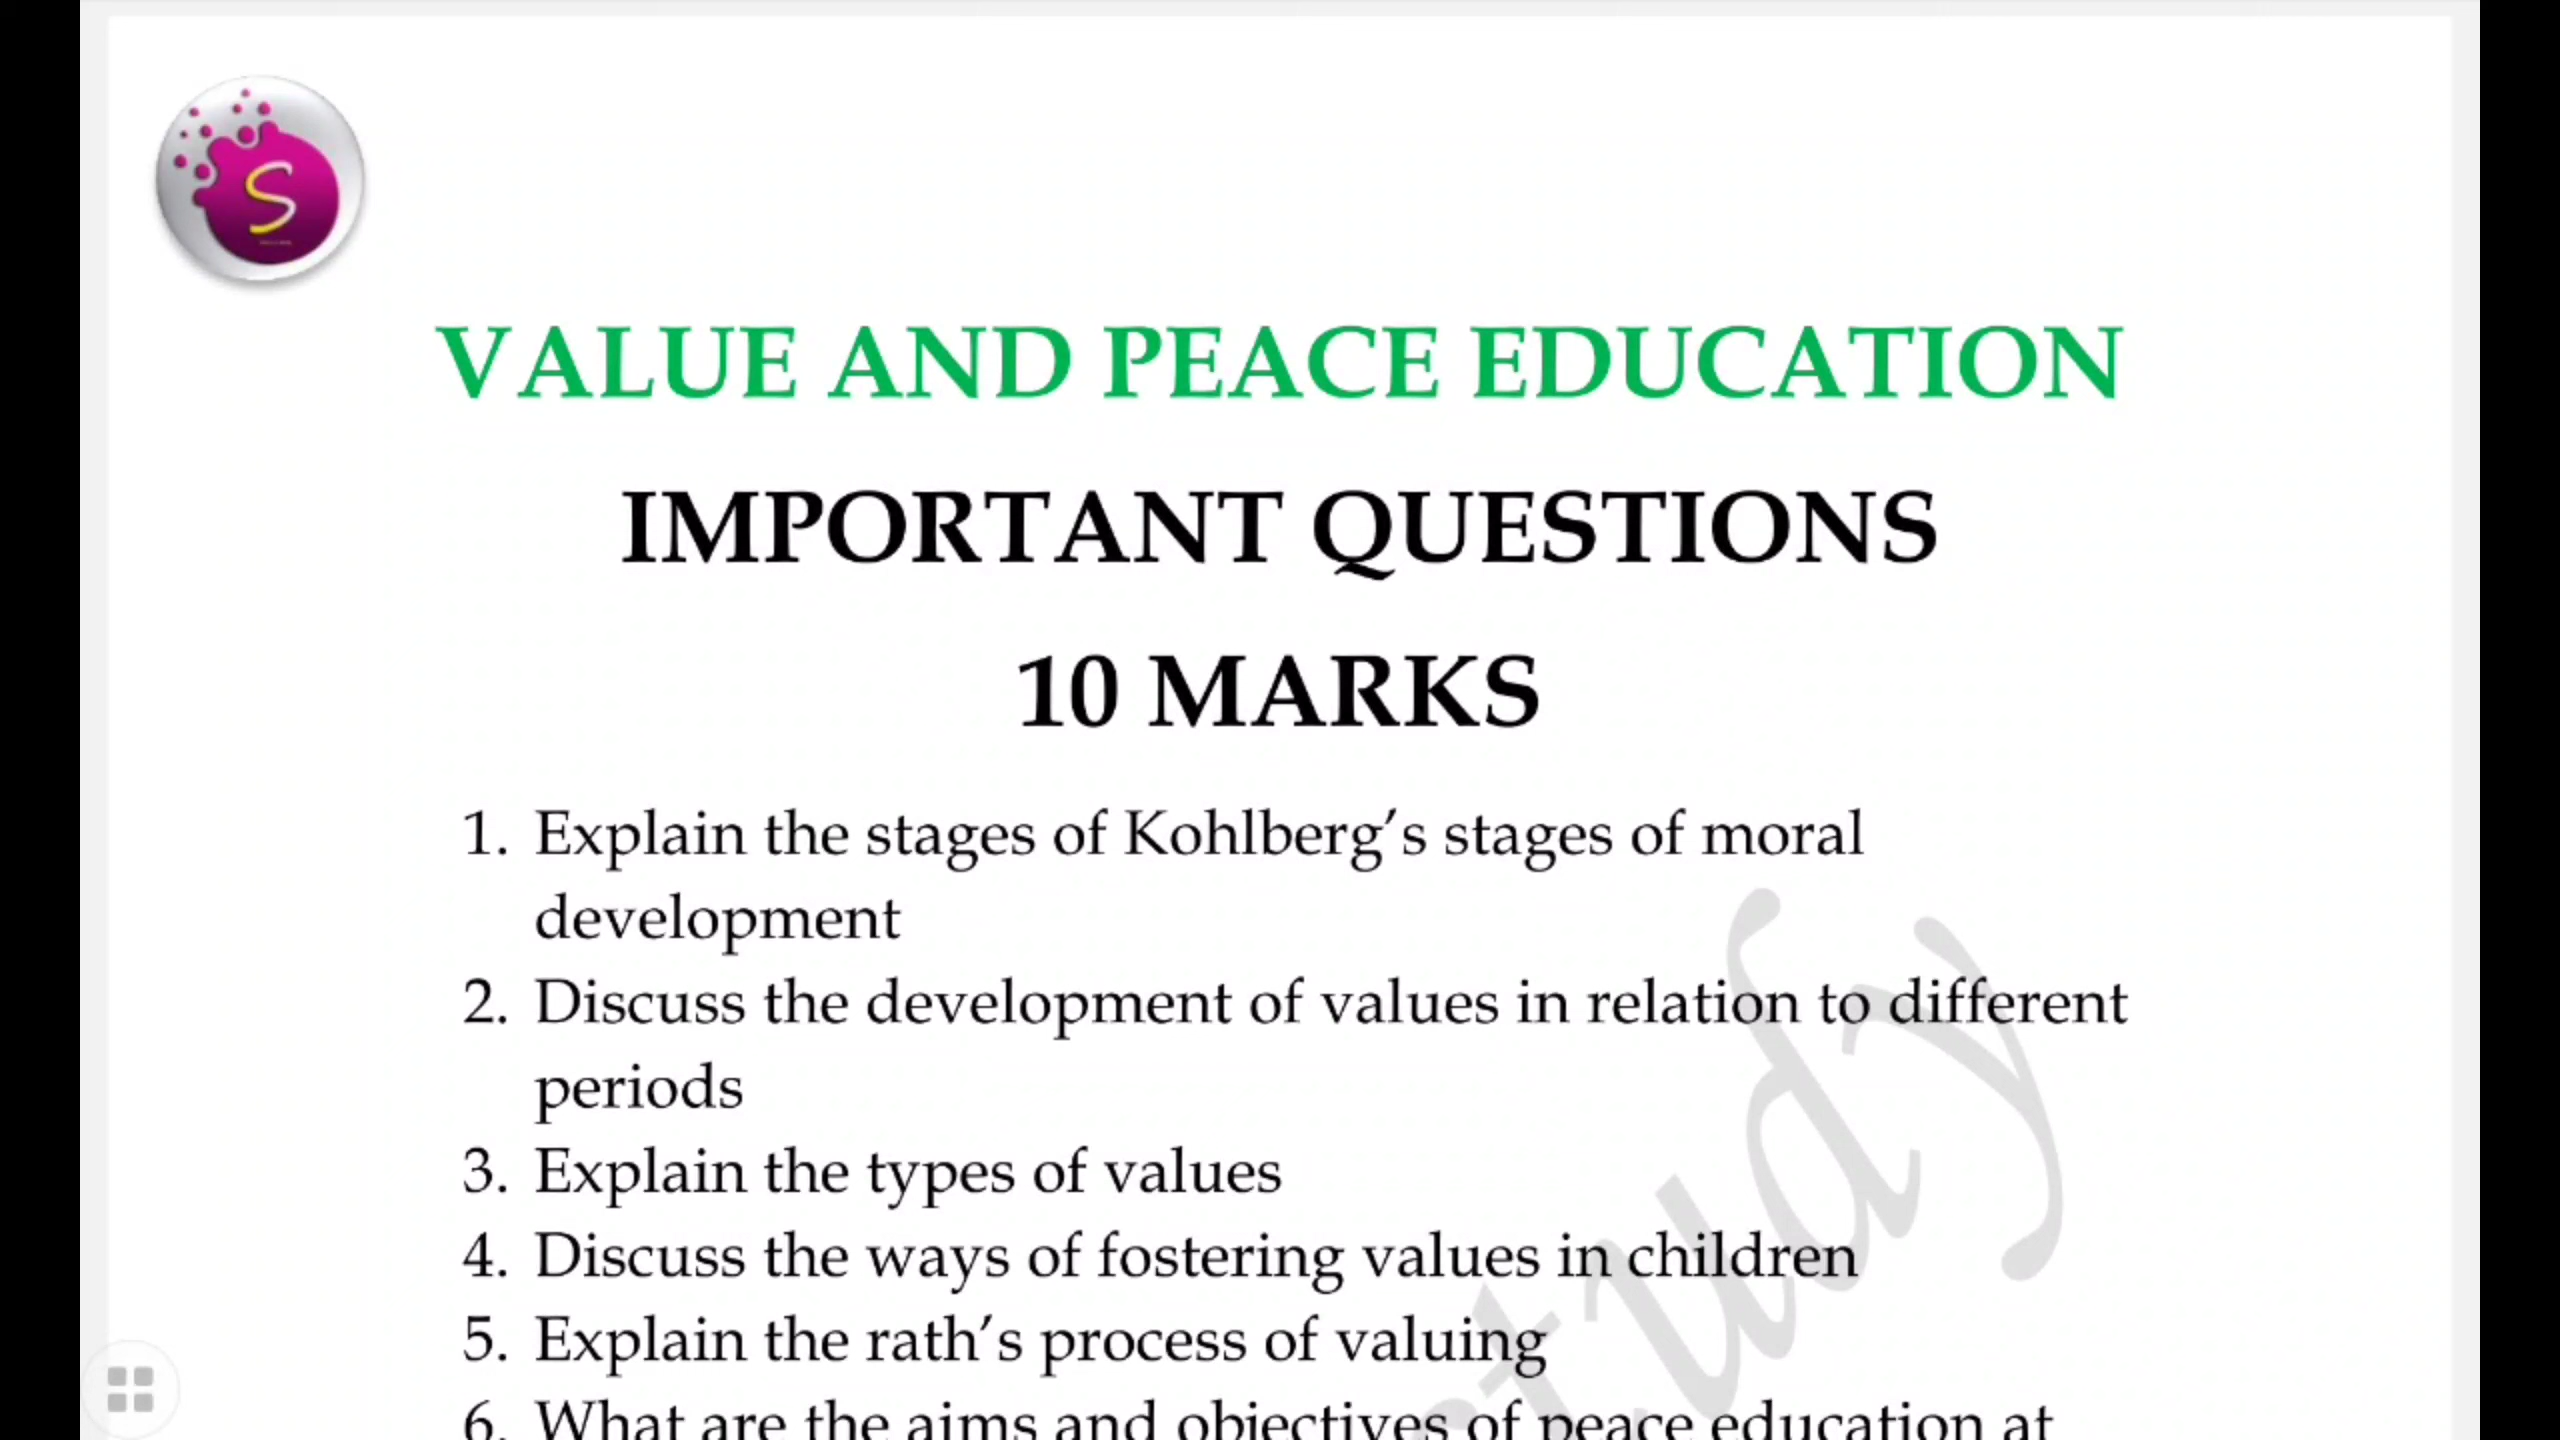 S
VALUE AND PEACE EDUCATION
IMPORTANT QUESTIONS
10 MARKS
1. Explain the stages of Kohlberg’s stages of moral
development
2. Discuss the development of values in relation to different
periods
3. Explain the types of values
4. Discuss the ways of fostering values in children
5. Explain the rath’s process of valuing
6. What are the aims and objectives of peace education at
tudy